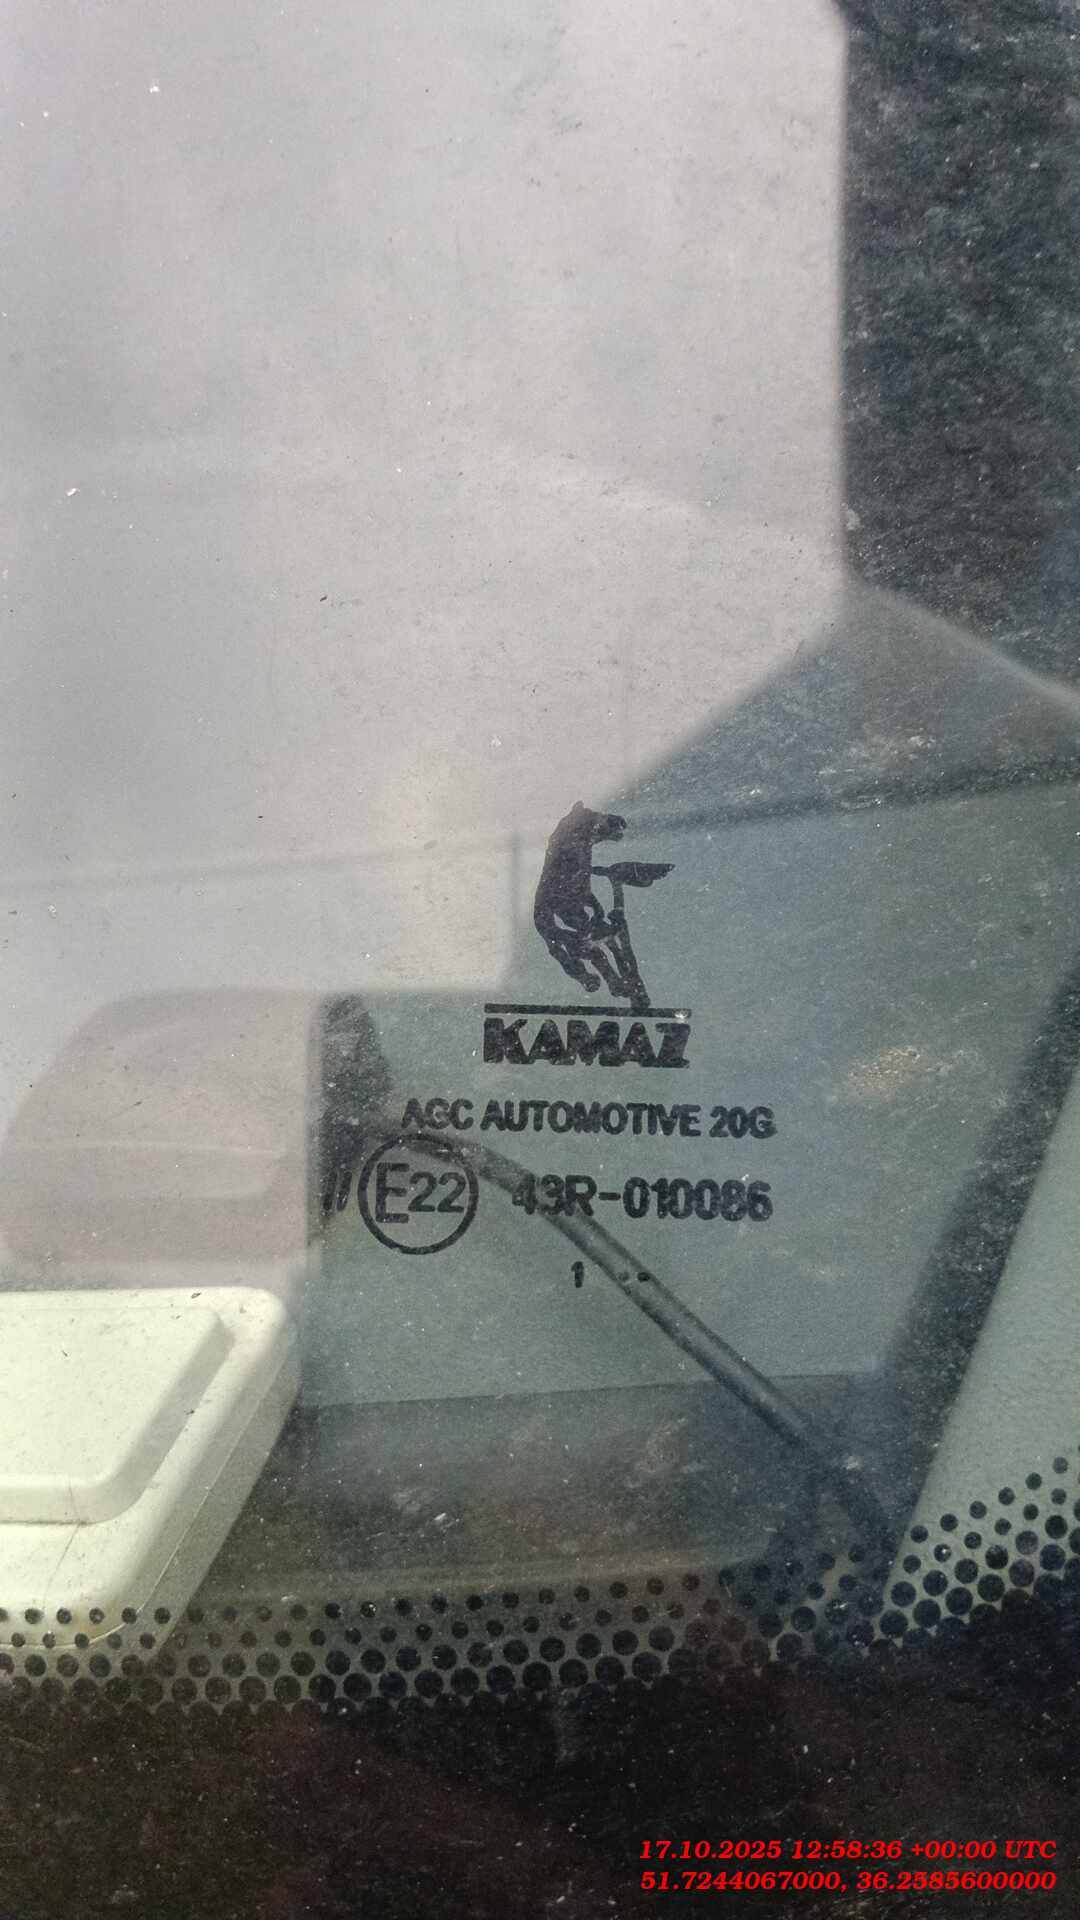 KAMAZ
AGC AUTOMOTIVE 20G
II E22 43R-010086
1 ..
17.10.2025 12:58:36 +00:00 UTC
51.7244067000, 36.2585600000